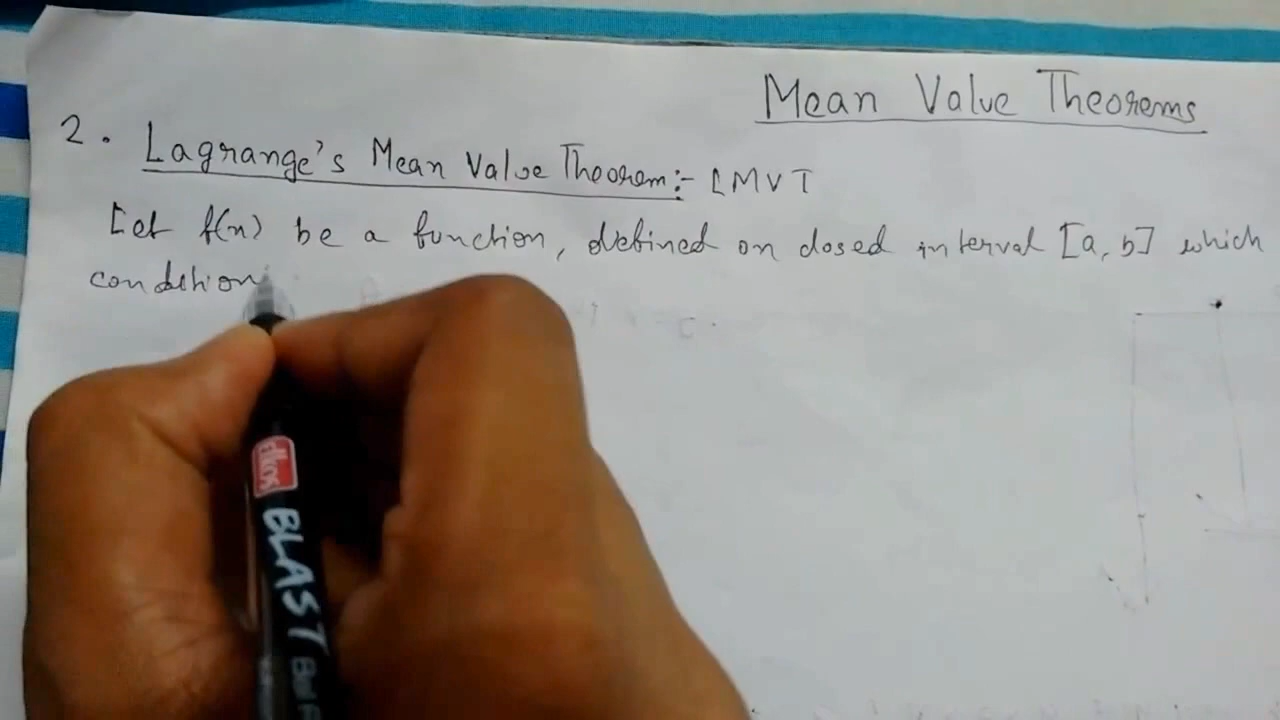 Mean Value Theorems
2. Lagrange's Mean Value Theorem:- LMVT
Let f(x) be a function, defined on closed interval [a, b] which
condition
elkos
BLAST